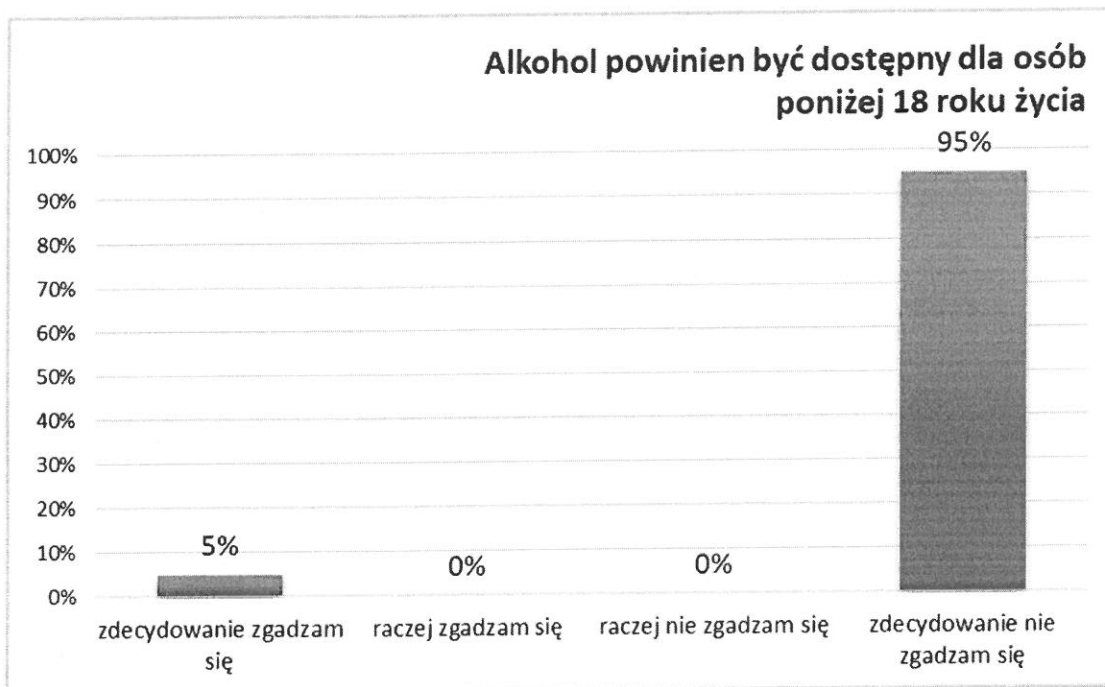 Alkohol powinien być dostępny dla osób
poniżej 18 roku życia
95%
100%
90%
80%
70%
60%
50%
40%
30%
20%
10%
0%
5%
0%
0%
zdecydowanie zgadzam
się
raczej zgadzam się
raczej nie zgadzam się
zdecydowanie nie
zgadzam się